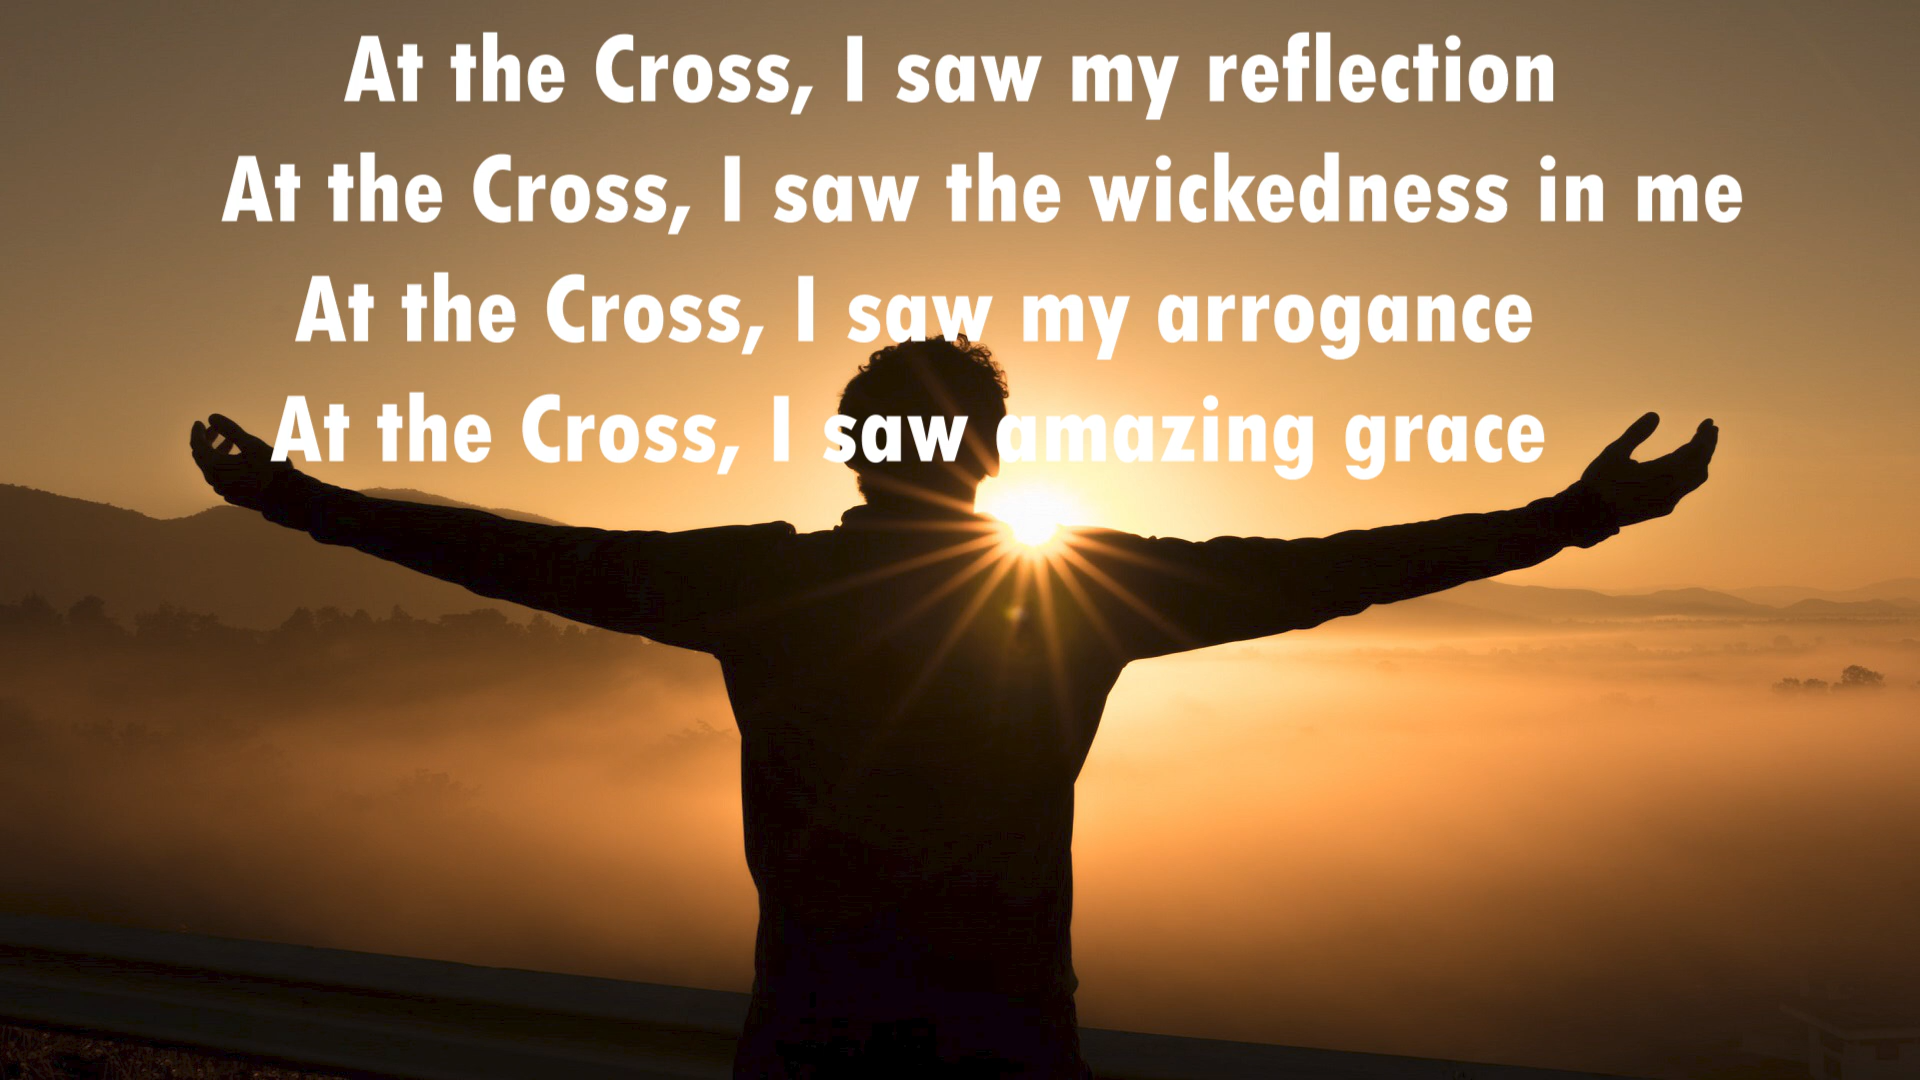 At the Cross, I saw my reflection
At the Cross, I saw the wickedness in me
At the Cross, I saw my arrogance
At the Cross, I saw amazing grace